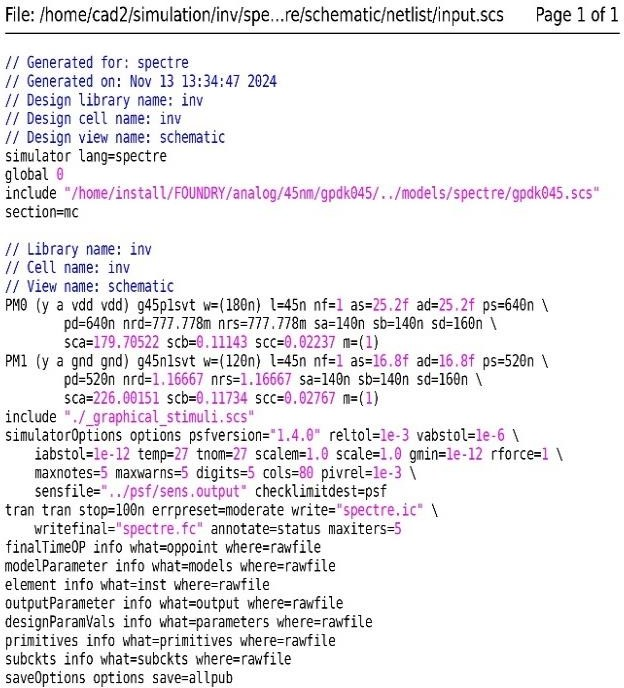 File: /home/cad2/simulation/inv/spe...re/schematic/netlist/input.scs Page 1 of 1
// Generated for: spectre
// Generated on: Nov 13 13:34:47 2024
// Design library name: inv
// Design cell name: inv
// Design view name: schematic
simulator lang=spectre
global 0
include "/home/install/FOUNDRY/analog/45nm/gpdk045/../models/spectre/gpdk045.scs"
section=mc
// Library name: inv
// Cell name: inv
// View name: schematic
PM0 (y a vdd vdd) g45p1svt w=(180n) l=45n nf=1 as=25.2f ad=25.2f ps=640n \
pd=640n nrd=777.778m nrs=777.778m sa=140n sb=140n sd=160n \
sca=179.70522 scb=0.11143 scc=0.02237 m=(1)
PM1 (y a gnd gnd) g45n1svt w=(120n) l=45n nf=1 as=16.8f ad=16.8f ps=520n \
pd=520n nrd=1.16667 nrs=1.16667 sa=140n sb=140n sd=160n \
sca=226.00151 scb=0.11734 scc=0.02767 m=(1)
include "./_graphical_stimuli.scs"
simulatorOptions options psfversion="1.4.0" reltol=1e-3 vabstol=1e-6 \
iabstol=1e-12 temp=27 tnom=27 scalem=1.0 scale=1.0 gmin=1e-12 rforce=1 \
maxnotes=5 maxwarns=5 digits=5 cols=80 pivrel=1e-3 \
sensfile="../psf/sens.output" checklimitdest=psf
tran tran stop=100n errpreset=moderate write="spectre.ic" \
writefinal="spectre.fc" annotate=status maxiters=5
finalTimeOP info what=oppoint where=rawfile
modelParameter info what=models where=rawfile
element info what=inst where=rawfile
outputParameter info what=output where=rawfile
designParamVals info what=parameters where=rawfile
primitives info what=primitives where=rawfile
subckts info what=subckts where=rawfile
saveOptions options save=allpub